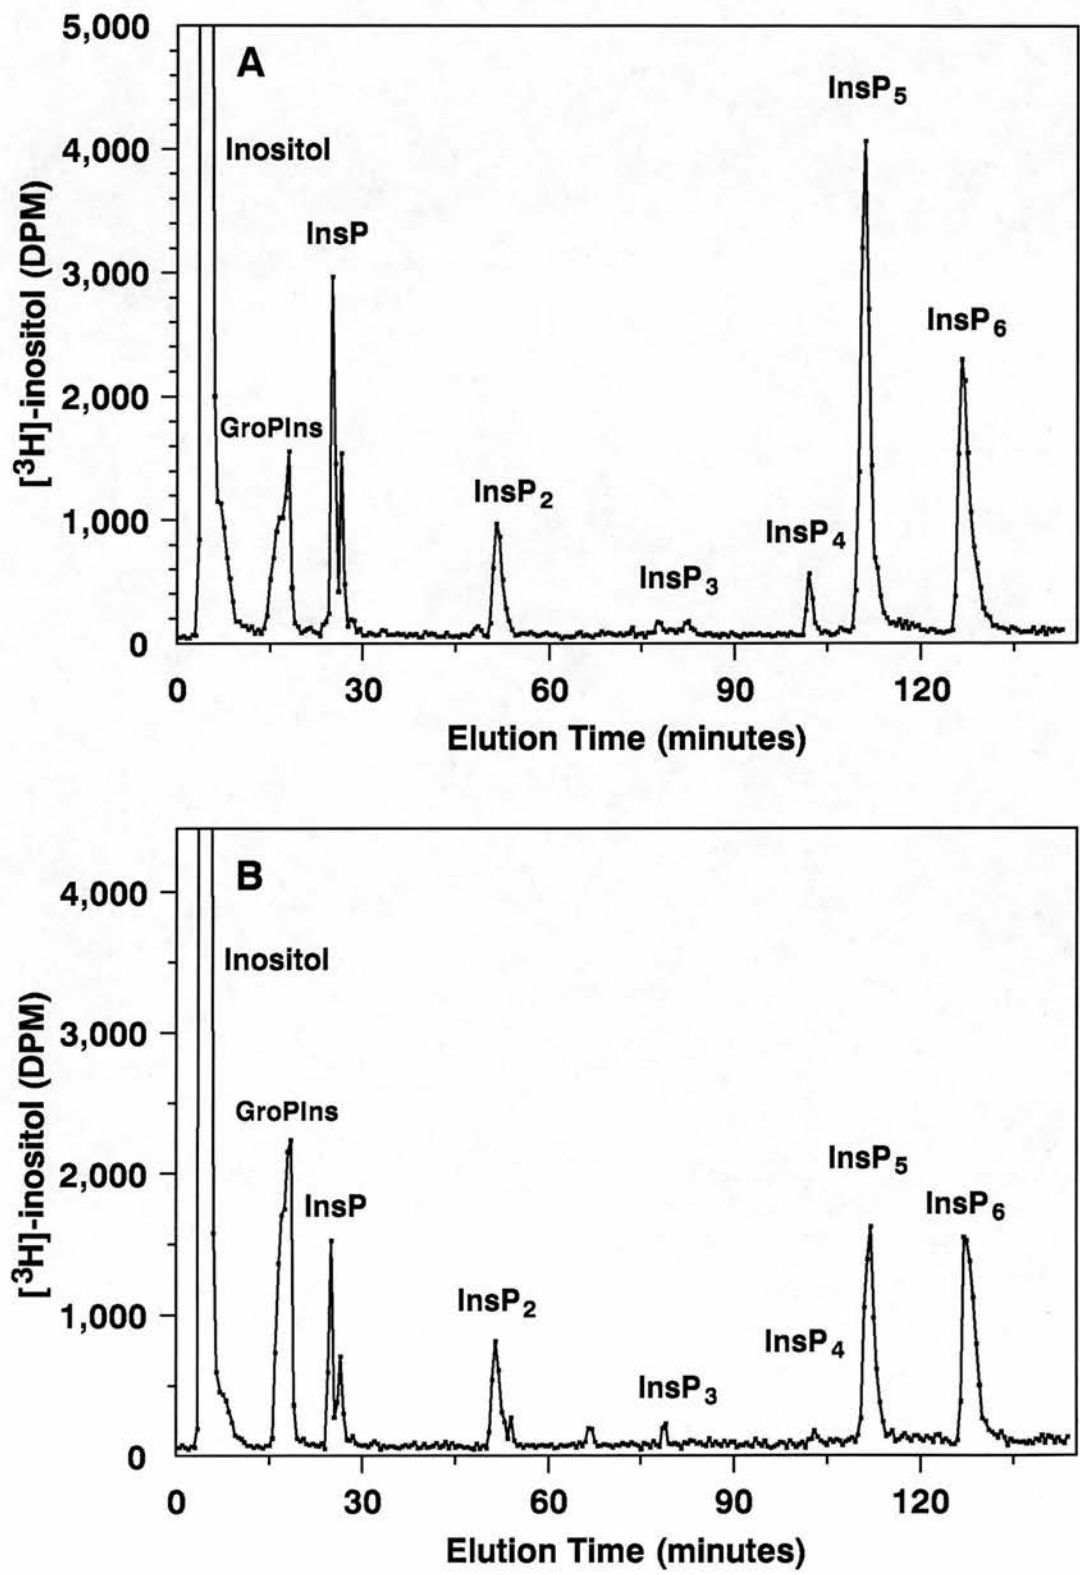 A
5,000
4,000
3,000
2,000
1,000
0
[³H]-inositol (DPM)
Inositol
GroPIns
InsP
InsP₂
InsP₃
InsP₄
InsP₅
InsP₆
0 30 60 90 120
Elution Time (minutes)
B
4,000
3,000
2,000
1,000
0
[³H]-inositol (DPM)
Inositol
GroPIns
InsP
InsP₂
InsP₃
InsP₄
InsP₅
InsP₆
0 30 60 90 120
Elution Time (minutes)